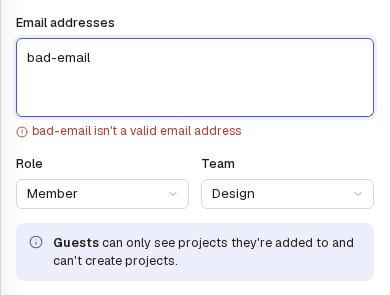 Email addresses
bad-email
bad-email isn't a valid email address
Role
Team
Member
Design
Guests can only see projects they're added to and
can't create projects.